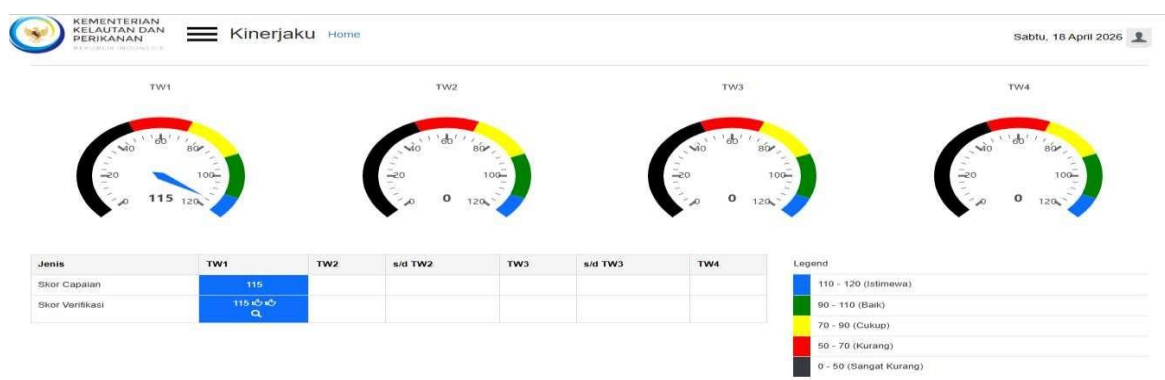 KEMENTERIAN
KELAUTAN DAN
PERIKANAN
REPUBLIK INDONESIA
Kinerjaku Home
Sabtu, 18 April 2026
TW1 TW2 TW3 TW4
0 20 40 60 80 100 120
115
0 20 40 60 80 100 120
0
0 20 40 60 80 100 120
0
0 20 40 60 80 100 120
0
Jenis TW1 TW2 s/d TW2 TW3 s/d TW3 TW4
Skor Capaian 115
Skor Verifikasi 115
Legend
110 - 120 (Istimewa)
90 - 110 (Baik)
70 - 90 (Cukup)
50 - 70 (Kurang)
0 - 50 (Sangat Kurang)